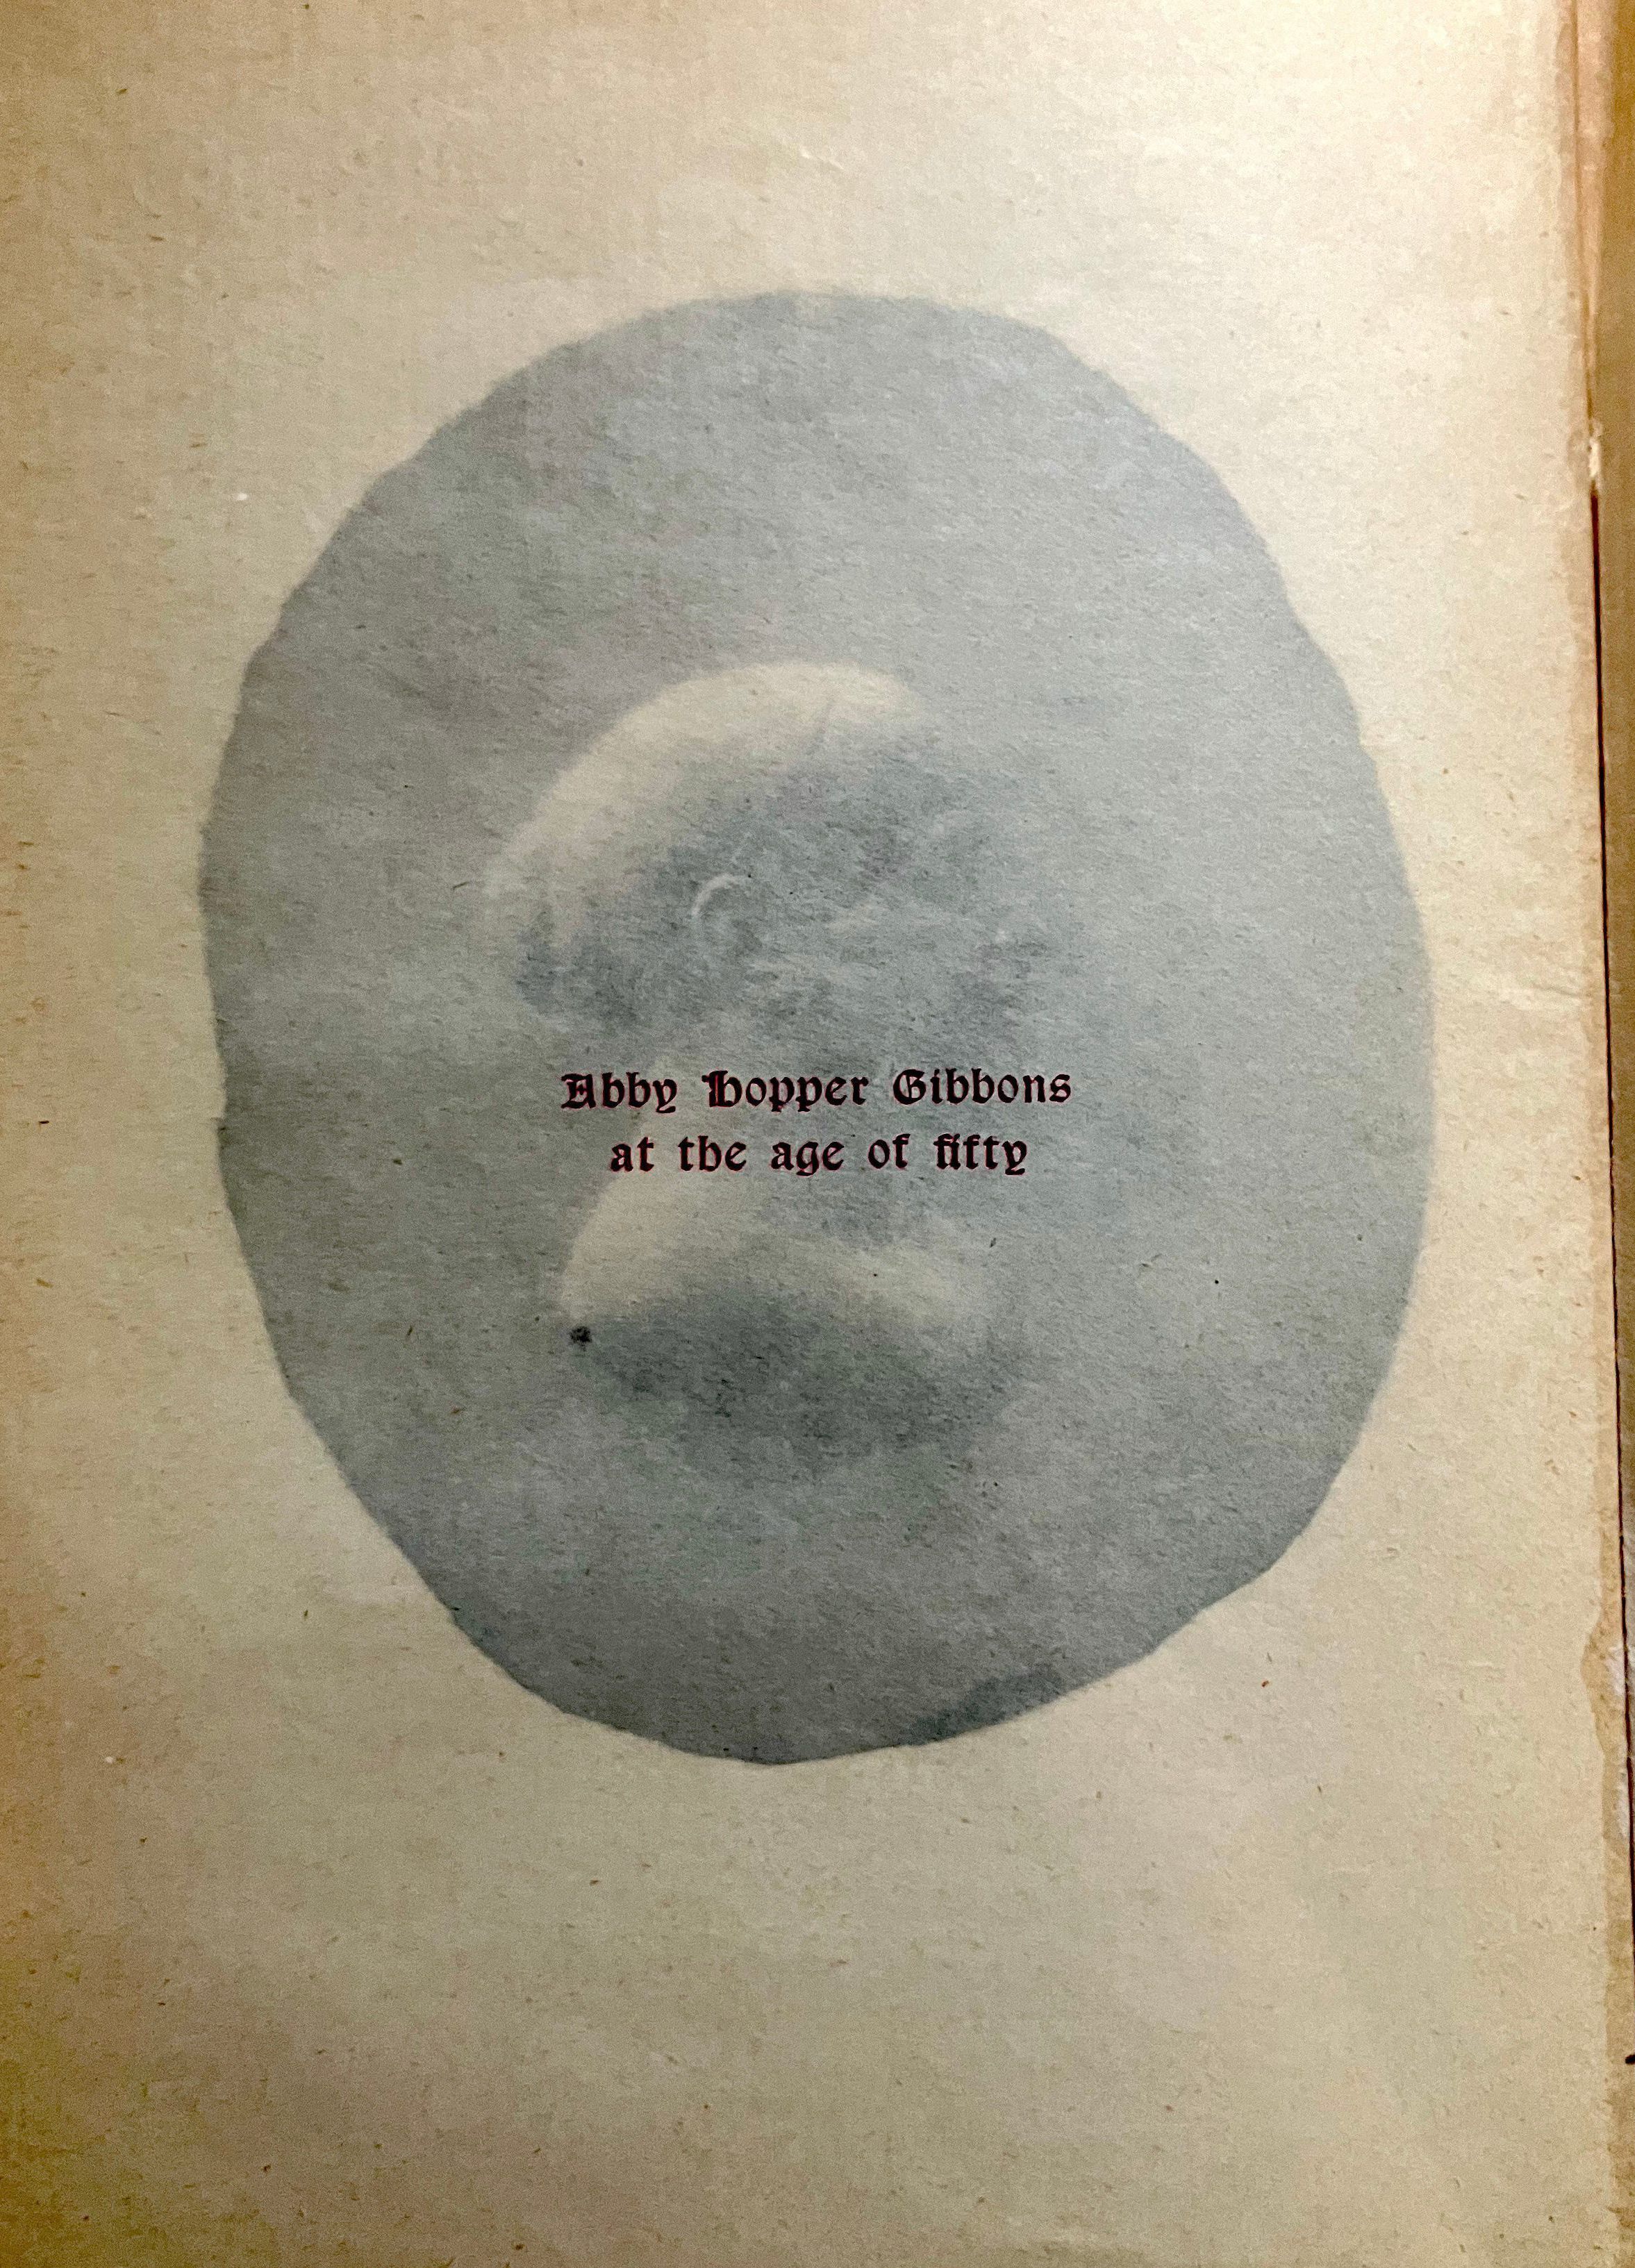 Abby Hopper Gibbons
at the age of fifty